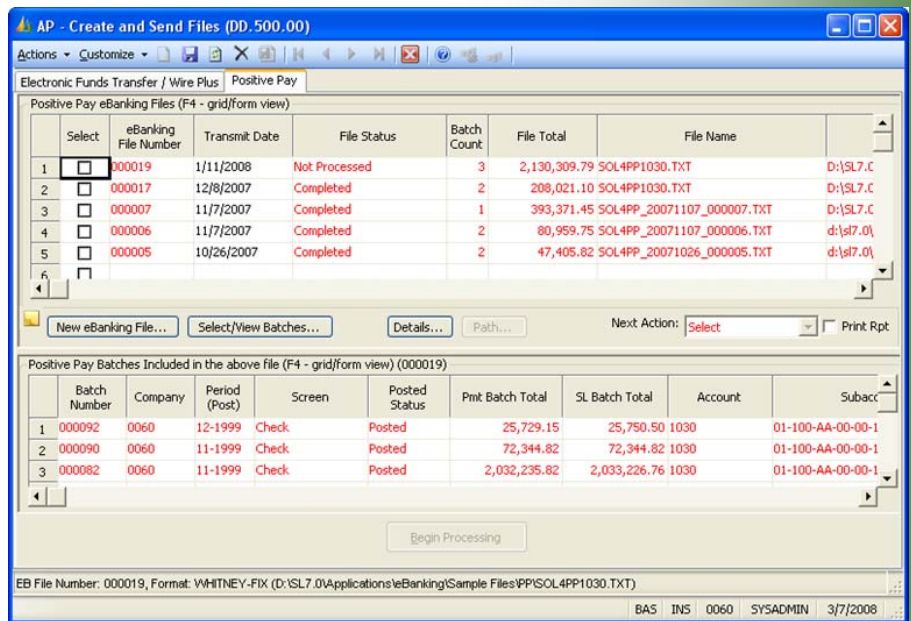 AP - Create and Send Files (DD.500.00)
Actions Customize
Electronic Funds Transfer / Wire Plus Positive Pay
Positive Pay eBanking Files (F4 - grid/form view)
Select eBanking File Number Transmit Date File Status Batch Count File Total File Name
1 000019 1/11/2008 Not Processed 3 2,130,309.79 SOL4PP1030.TXT D:\SL7.0
2 000017 12/8/2007 Completed 2 208,021.10 SOL4PP1030.TXT D:\SL7.0
3 000007 11/7/2007 Completed 1 393,371.45 SOL4PP_20071107_000007.TXT D:\SL7.0
4 000006 11/7/2007 Completed 2 80,959.75 SOL4PP_20071107_000006.TXT d:\sl7.0\
5 000005 10/26/2007 Completed 2 47,405.82 SOL4PP_20071026_000005.TXT d:\sl7.0\
6
New eBanking File... Select/View Batches... Details... Path... Next Action: Select Print Rpt
Positive Pay Batches Included in the above file (F4 - grid/form view) (000019)
Batch Number Company Period (Post) Screen Posted Status Pmt Batch Total SL Batch Total Account Subacc
1 000092 0060 12-1999 Check Posted 25,729.15 25,750.50 1030 01-100-AA-00-00-1
2 000090 0060 11-1999 Check Posted 72,344.82 72,344.82 1030 01-100-AA-00-00-1
3 000082 0060 11-1999 Check Posted 2,032,235.82 2,033,226.76 1030 01-100-AA-00-00-1
Begin Processing
EB File Number: 000019, Format: WHITNEY-FIX (D:\SL7.0\Applications\eBanking\Sample Files\PP\SOL4PP1030.TXT)
BAS INS 0060 SYSADMIN 3/7/2008